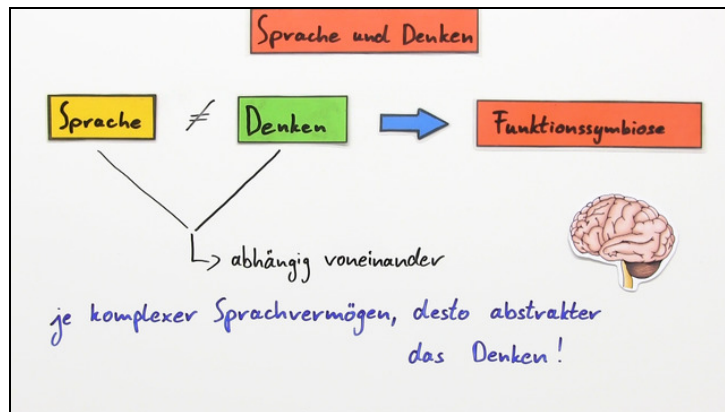 Sprache und Denken
Sprache ≠ Denken Funktionssymbiose
abhängig voneinander
je komplexer Sprachvermögen, desto abstrakter
das Denken!